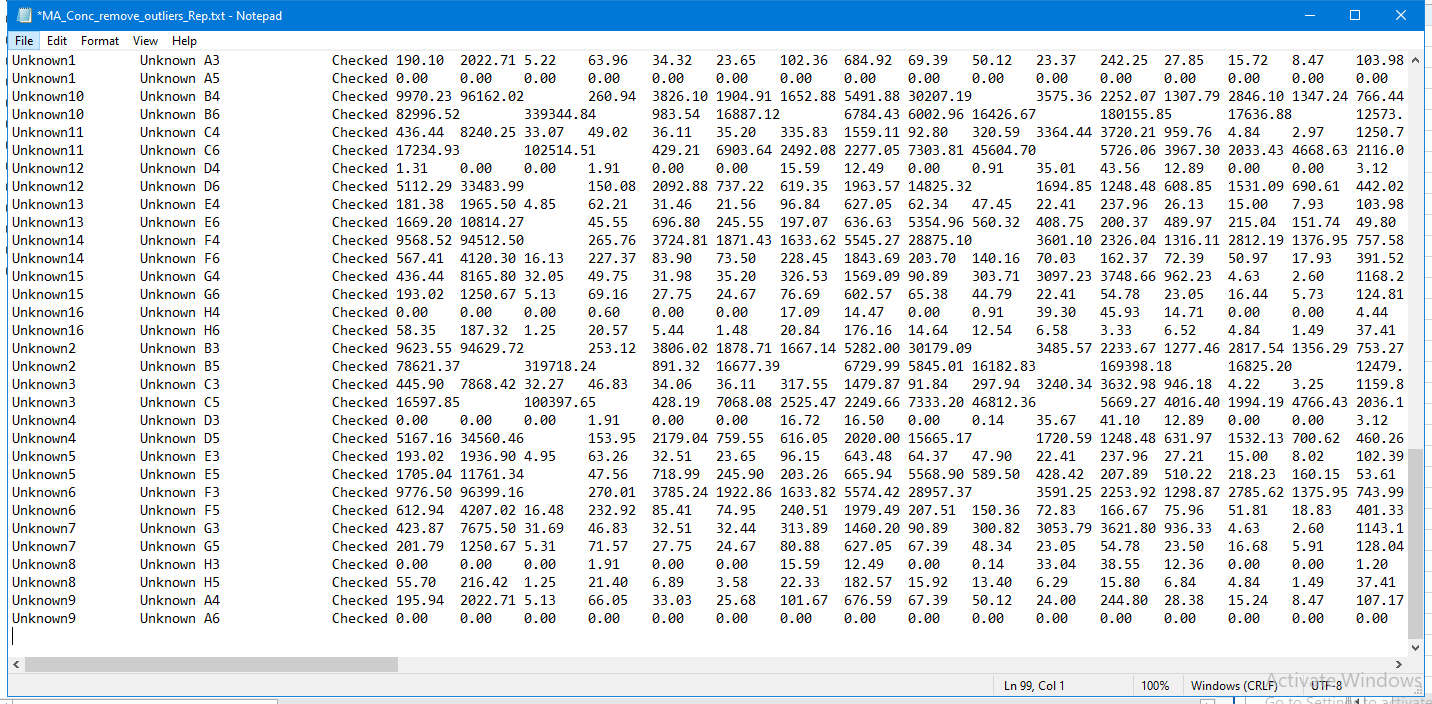 *MA_Conc_remove_outliers_Rep.txt - Notepad
File Edit Format View Help
Unknown1 Unknown A3 Checked 190.10 2022.71 5.22 63.96 34.32 23.65 102.36 684.92 69.39 50.12 23.37 242.25 27.85 15.72 8.47 103.98
Unknown1 Unknown A5 Checked 0.00 0.00 0.00 0.00 0.00 0.00 0.00 0.00 0.00 0.00 0.00 0.00 0.00 0.00 0.00 0.00
Unknown10 Unknown B4 Checked 9970.23 96162.02 260.94 3826.10 1904.91 1652.88 5491.88 30207.19 3575.36 2252.07 1307.79 2846.10 1347.24 766.44
Unknown10 Unknown B6 Checked 82996.52 339344.84 983.54 16887.12 6784.43 6002.96 16426.67 180155.85 17636.88 12573.
Unknown11 Unknown C4 Checked 436.44 8240.25 33.07 49.02 36.11 35.20 335.83 1559.11 92.80 320.59 3364.44 3720.21 959.76 4.84 2.97 1250.7
Unknown11 Unknown C6 Checked 17234.93 102514.51 429.21 6903.64 2492.08 2277.05 7303.81 45604.70 5726.06 3967.30 2033.43 4668.63 2116.0
Unknown12 Unknown D4 Checked 1.31 0.00 0.00 1.91 0.00 0.00 15.59 12.49 0.00 0.91 35.01 43.56 12.89 0.00 0.00 3.12
Unknown12 Unknown D6 Checked 5112.29 33483.99 150.08 2092.88 737.22 619.35 1963.57 14825.32 1694.85 1248.48 608.85 1531.09 690.61 442.02
Unknown13 Unknown E4 Checked 181.38 1965.50 4.85 62.21 31.46 21.56 96.84 627.05 62.34 47.45 22.41 237.96 26.13 15.00 7.93 103.98
Unknown13 Unknown E6 Checked 1669.20 10814.27 45.55 696.80 245.55 197.07 636.63 5354.96 560.32 408.75 200.37 489.97 215.04 151.74 49.80
Unknown14 Unknown F4 Checked 9568.52 94512.50 265.76 3724.81 1871.43 1633.62 5545.27 28875.10 3601.10 2326.04 1316.11 2812.19 1376.95 757.58
Unknown14 Unknown F6 Checked 567.41 4120.30 16.13 227.37 83.90 73.50 228.45 1843.69 203.70 140.16 70.03 162.37 72.39 50.97 17.93 391.52
Unknown15 Unknown G4 Checked 436.44 8165.80 32.05 49.75 31.98 35.20 326.53 1569.09 90.89 303.71 3097.23 3748.66 962.23 4.63 2.60 1168.2
Unknown15 Unknown G6 Checked 193.02 1250.67 5.13 69.16 27.75 24.67 76.69 602.57 65.38 44.79 22.41 54.78 23.05 16.44 5.73 124.81
Unknown16 Unknown H4 Checked 0.00 0.00 0.00 0.60 0.00 0.00 17.09 14.47 0.00 0.91 39.30 45.93 14.71 0.00 0.00 4.44
Unknown16 Unknown H6 Checked 58.35 187.32 1.25 20.57 5.44 1.48 20.84 176.16 14.64 12.54 6.58 3.33 6.52 4.84 1.49 37.41
Unknown2 Unknown B3 Checked 9623.55 94629.72 253.12 3806.02 1878.71 1667.14 5282.00 30179.09 3485.57 2233.67 1277.46 2817.54 1356.29 753.27
Unknown2 Unknown B5 Checked 78621.37 319718.24 891.32 16677.39 6729.99 5845.01 16182.83 169398.18 16825.20 12479.
Unknown3 Unknown C3 Checked 445.90 7868.42 32.27 46.83 34.06 36.11 317.55 1479.87 91.84 297.94 3240.34 3632.98 946.18 4.22 3.25 1159.8
Unknown3 Unknown C5 Checked 16597.85 100397.65 428.19 7068.08 2525.47 2249.66 7333.20 46812.36 5669.27 4016.40 1994.19 4766.43 2036.1
Unknown4 Unknown D3 Checked 0.00 0.00 0.00 1.91 0.00 0.00 16.72 16.50 0.00 0.14 35.67 41.10 12.89 0.00 0.00 3.12
Unknown4 Unknown D5 Checked 5167.16 34560.46 153.95 2179.04 759.55 616.05 2020.00 15665.17 1720.59 1248.48 631.97 1532.13 700.62 460.26
Unknown5 Unknown E3 Checked 193.02 1936.90 4.95 63.26 32.51 23.65 96.15 643.48 64.37 47.90 22.41 237.96 27.21 15.00 8.02 102.39
Unknown5 Unknown E5 Checked 1705.04 11761.34 47.56 718.99 245.90 203.26 665.94 5568.90 589.50 428.42 207.89 510.22 218.23 160.15 53.61
Unknown6 Unknown F3 Checked 9776.50 96399.16 270.01 3785.24 1922.86 1633.82 5574.42 28957.37 3591.25 2253.92 1298.87 2785.62 1375.95 743.99
Unknown6 Unknown F5 Checked 612.94 4207.02 16.48 232.92 85.41 74.95 240.51 1979.49 207.51 150.36 72.83 166.67 75.96 51.81 18.83 401.33
Unknown7 Unknown G3 Checked 423.87 7675.50 31.69 46.83 32.51 32.44 313.89 1460.20 90.89 300.82 3053.79 3621.80 936.33 4.63 2.60 1143.1
Unknown7 Unknown G5 Checked 201.79 1250.67 5.31 71.57 27.75 24.67 80.88 627.05 67.39 48.34 23.05 54.78 23.50 16.68 5.91 128.04
Unknown8 Unknown H3 Checked 0.00 0.00 0.00 1.91 0.00 0.00 15.59 12.49 0.00 0.14 33.04 38.55 12.36 0.00 0.00 1.20
Unknown8 Unknown H5 Checked 55.70 216.42 1.25 21.40 6.89 3.58 22.33 182.57 15.92 13.40 6.29 15.80 6.84 4.84 1.49 37.41
Unknown9 Unknown A4 Checked 195.94 2022.71 5.13 66.05 33.03 25.68 101.67 676.59 67.39 50.12 24.00 244.80 28.38 15.24 8.47 107.17
Unknown9 Unknown A6 Checked 0.00 0.00 0.00 0.00 0.00 0.00 0.00 0.00 0.00 0.00 0.00 0.00 0.00 0.00 0.00 0.00
Ln 99, Col 1 100% Windows (CRLF) UTF-8
Activate Windows